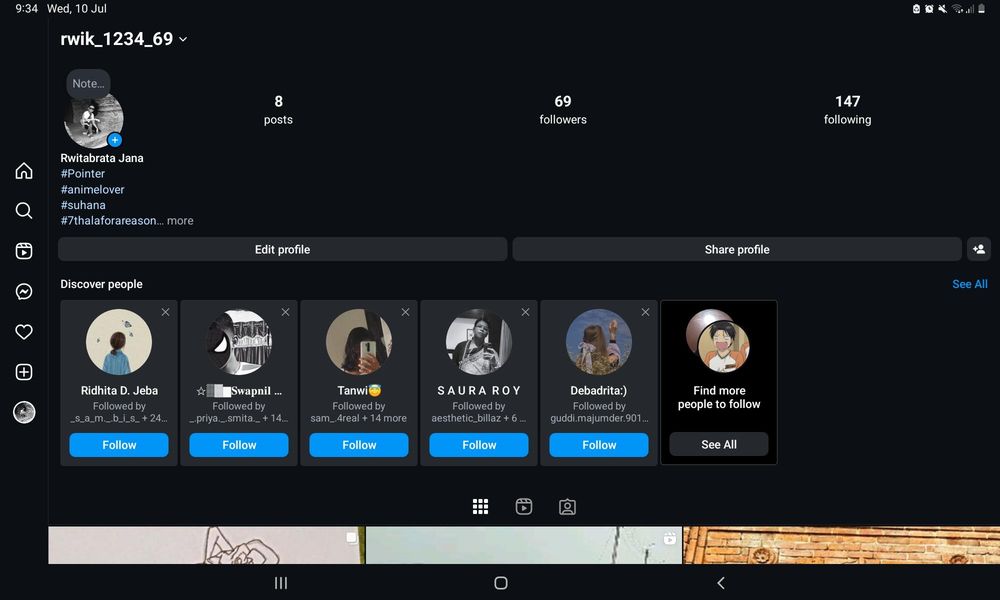 9:34 Wed, 10 Jul
rwik_1234_69
Note...
8
posts
69
followers
147
following
Rwitabrata Jana
#Pointer
#animelover
#suhana
#7thalaforareason... more
Edit profile
Share profile
Discover people
See All
Ridhita D. Jeba
Followed by
_s_a_m._.b_i_s_ + 24...
Follow
☆▒▓█𝐒𝐰𝐚𝐩𝐧𝐢𝐥 ...
Followed by
_.priya._.smita._ + 14...
Follow
Tanwi😇
Followed by
sam_.4real + 14 more
Follow
S A U R A R O Y
Followed by
aesthetic_billaz + 6 ...
Follow
Debadrita:)
Followed by
guddi.majumder.901...
Follow
Find more
people to follow
See All